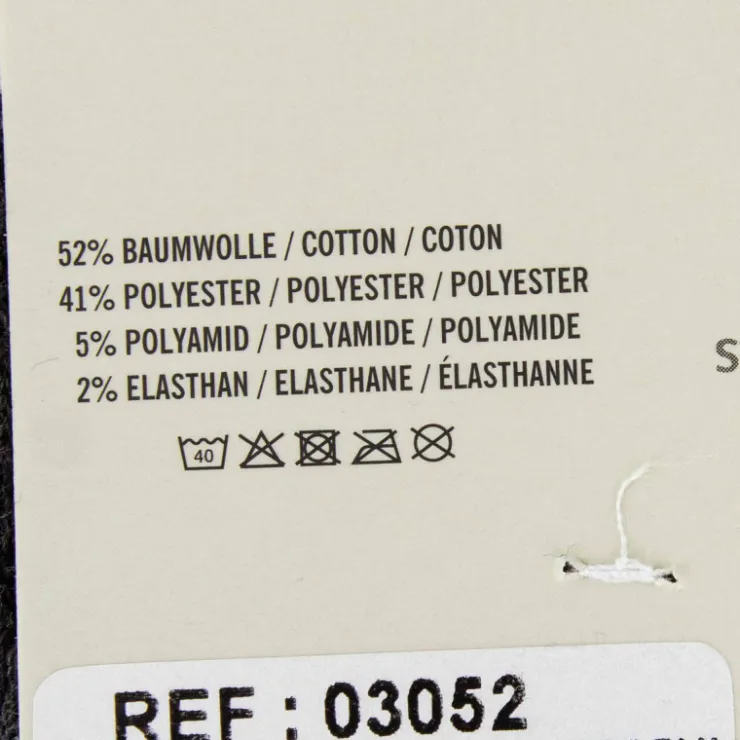 52% BAUMWOLLE / COTTON / COTON
41% POLYESTER / POLYESTER / POLYESTER
5% POLYAMID / POLYAMIDE / POLYAMIDE
2% ELASTHAN / ELASTHANE / ÉLASTHANNE
S
40
REF : 03052